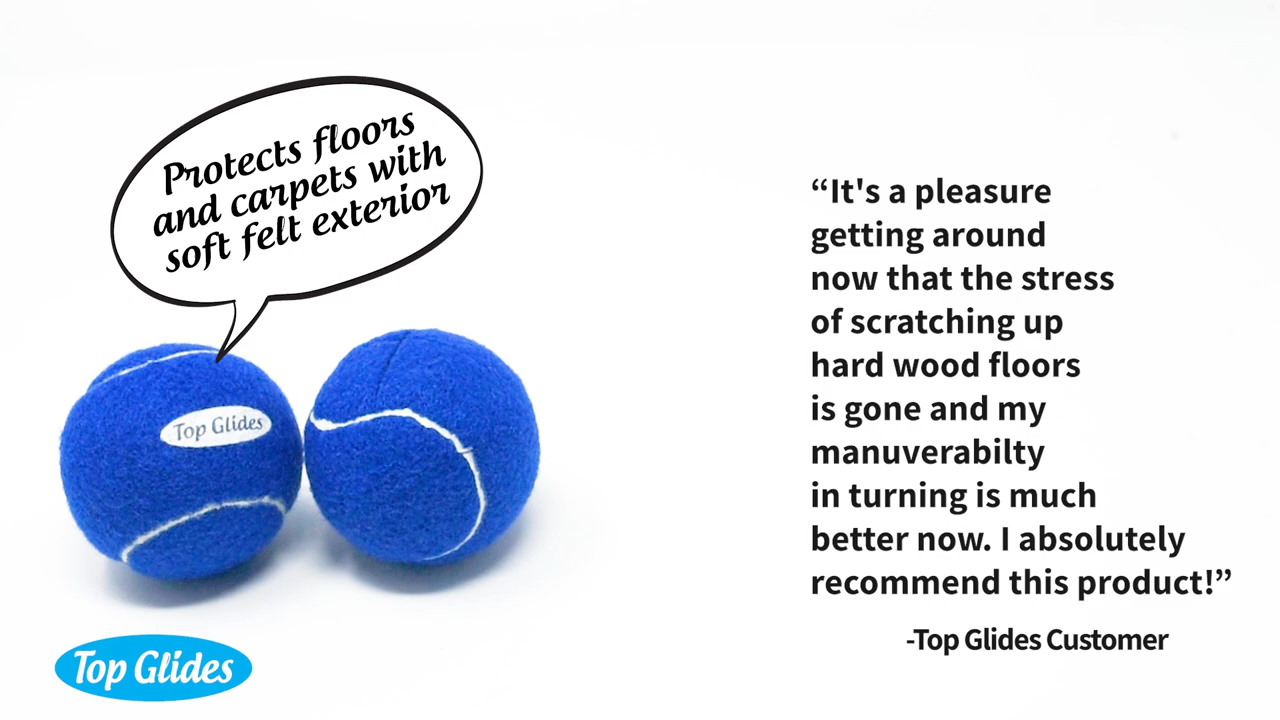 Protects floors
and carpets with
soft felt exterior
Top Glides
Top Glides
“It's a pleasure
getting around
now that the stress
of scratching up
hard wood floors
is gone and my
manuverabilty
in turning is much
better now. I absolutely
recommend this product!”
-Top Glides Customer